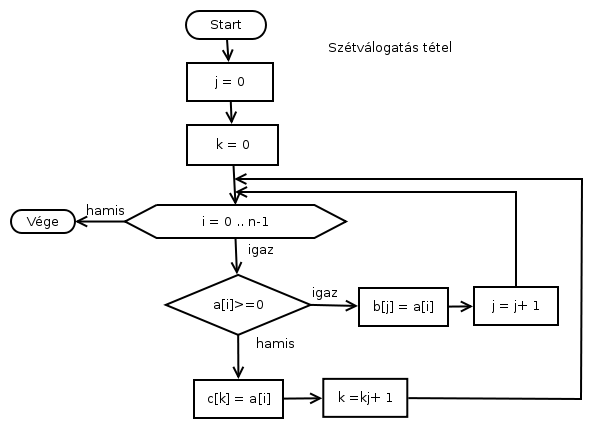 Start
Szétválogatás tétel
j = 0
k = 0
hamis
Vége
i = 0 .. n-1
igaz
igaz
a[i]>=0
b[j] = a[i]
j = j+ 1
hamis
c[k] = a[i]
k =kj+ 1